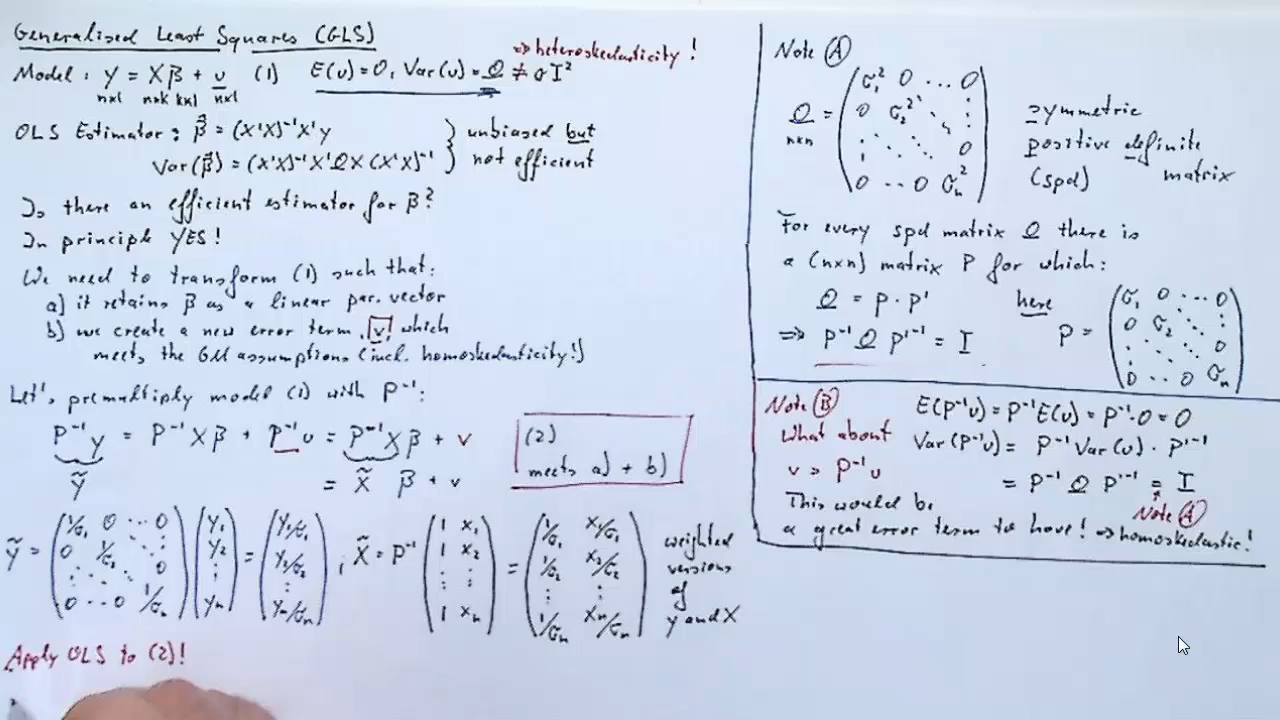 Generalised Least Squares (GLS)
⇒ heteroskedasticity !
Model : y = Xβ + υ (1) E(υ)=0, Var(υ) = Ω ≠ σI²
n×1 n×k k×1 n×1
OLS Estimator : β̂ = (X'X)⁻¹X'y } unbiased but
Var(β̂) = (X'X)⁻¹X'ΩX(X'X)⁻¹ } not efficient
Is there an efficient estimator for β?
In principle YES!
We need to transform (1) such that:
a) it retains β as a linear par. vector
b) we create a new error term, v, which
meets the GM assumptions (incl. homoskedasticity!)
Let's premultiply model (1) with P⁻¹:
P⁻¹y = P⁻¹Xβ + P⁻¹υ = P⁻¹Xβ + v
ỹ = X̃ β + v
(2)
meets a) + b)
ỹ = (1/σ₁ 0 ... 0; 0 1/σ₂ ⋱ ⋮; ⋮ ⋱ ⋱ 0; 0 .. 0 1/σₙ) (y₁; y₂; ⋮; yₙ) = (y₁/σ₁; y₂/σ₂; ⋮; yₙ/σₙ) ; X̃ = P⁻¹ (1 x₁; 1 x₂; ⋮ ⋮; 1 xₙ) = (1/σ₁ x₁/σ₁; 1/σ₂ x₂/σ₂; ⋮ ⋮; 1/σₙ xₙ/σₙ)
weighted
versions
of
y and X
Apply OLS to (2)!
Note (A)
Ω = (σ₁² 0 ... 0; 0 σ₂² ⋱ ⋮; ⋮ ⋱ ⋱ 0; 0 .. 0 σₙ²)
n×n
symmetric
positive definite
(spd) matrix
For every spd matrix Ω there is
a (n×n) matrix P for which:
Ω = P · P' here
⇒ P⁻¹ Ω P'⁻¹ = I
P = (σ₁ 0 ... 0; 0 σ₂ ⋱ ⋮; ⋮ ⋱ ⋱ 0; 0 .. 0 σₙ)
Note (B)
What about
v = P⁻¹υ
E(P⁻¹υ) = P⁻¹E(υ) = P⁻¹·0 = 0
Var(P⁻¹υ) = P⁻¹Var(υ) · P'⁻¹
= P⁻¹ Ω P'⁻¹ = I
Note (A)
This would be
a great error term to have! ⇒ homoskedastic!